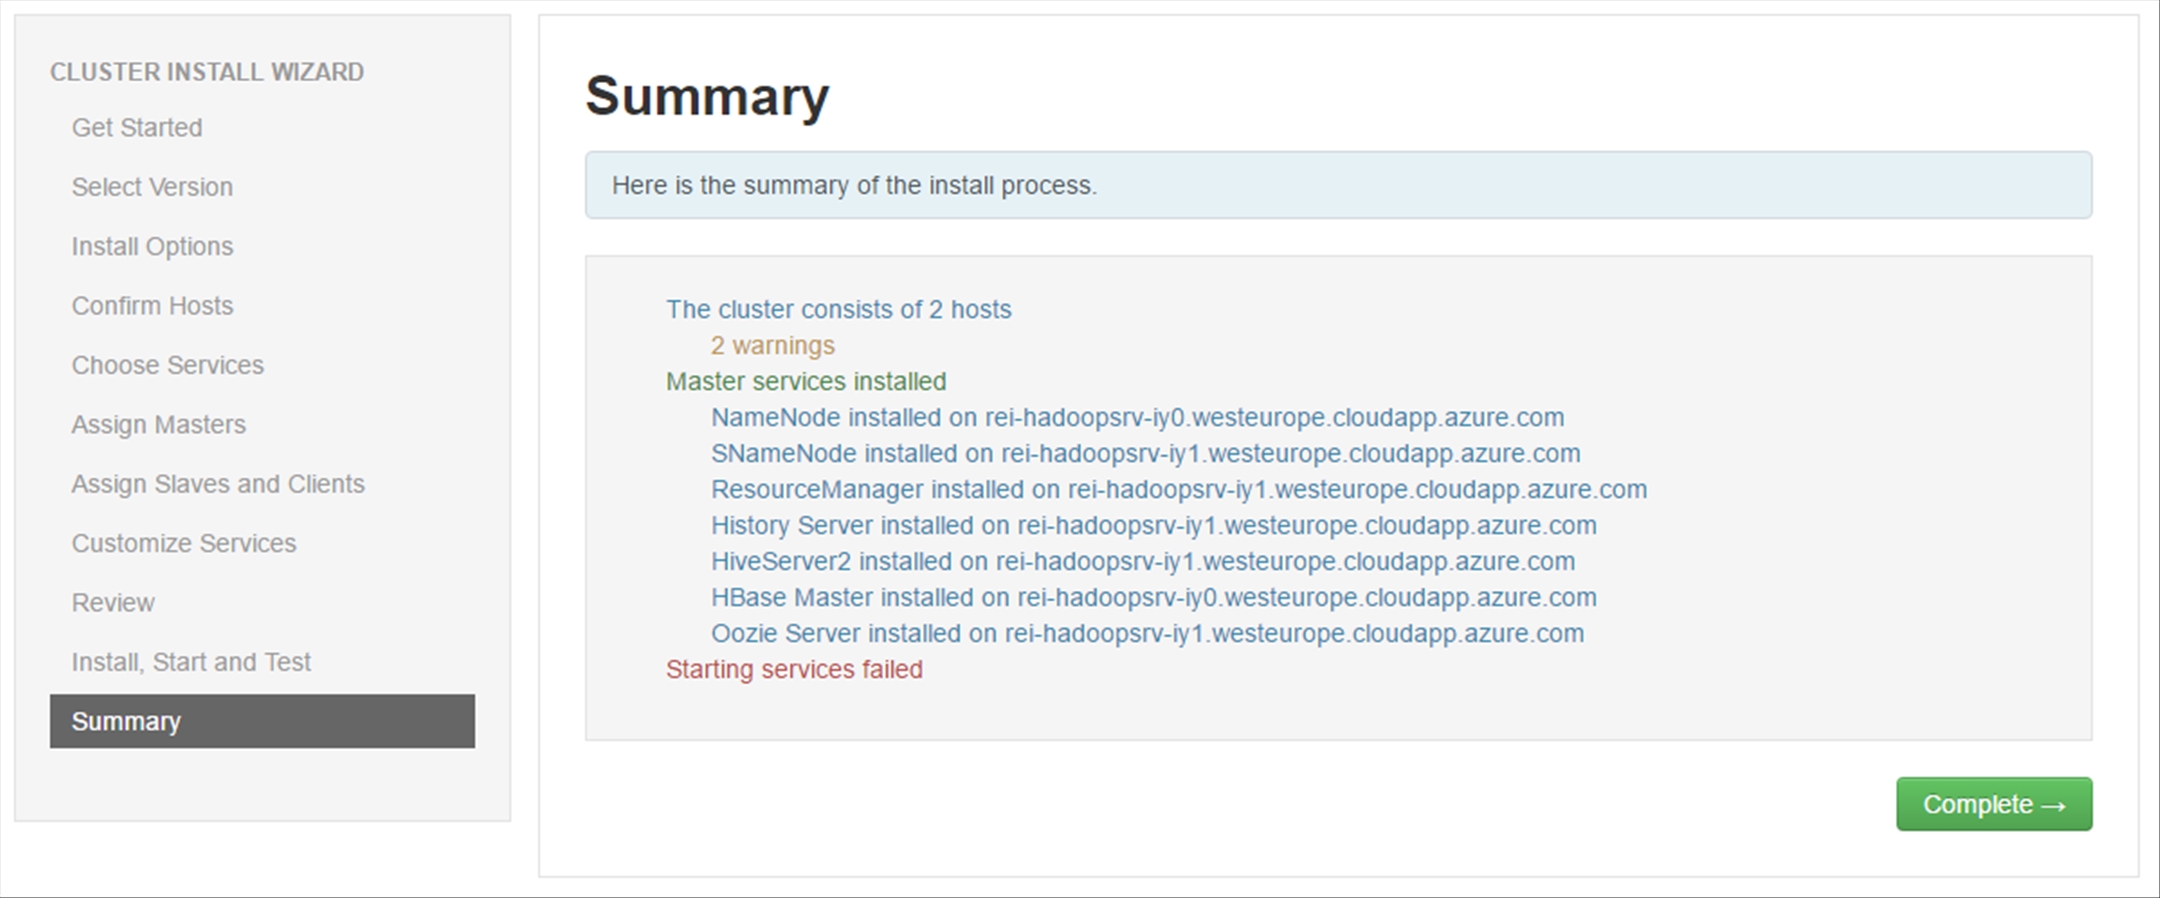 CLUSTER INSTALL WIZARD
Get Started
Select Version
Install Options
Confirm Hosts
Choose Services
Assign Masters
Assign Slaves and Clients
Customize Services
Review
Install, Start and Test
Summary
Summary
Here is the summary of the install process.
The cluster consists of 2 hosts
2 warnings
Master services installed
NameNode installed on rei-hadoopsrv-iy0.westeurope.cloudapp.azure.com
SNameNode installed on rei-hadoopsrv-iy1.westeurope.cloudapp.azure.com
ResourceManager installed on rei-hadoopsrv-iy1.westeurope.cloudapp.azure.com
History Server installed on rei-hadoopsrv-iy1.westeurope.cloudapp.azure.com
HiveServer2 installed on rei-hadoopsrv-iy1.westeurope.cloudapp.azure.com
HBase Master installed on rei-hadoopsrv-iy0.westeurope.cloudapp.azure.com
Oozie Server installed on rei-hadoopsrv-iy1.westeurope.cloudapp.azure.com
Starting services failed
Complete →